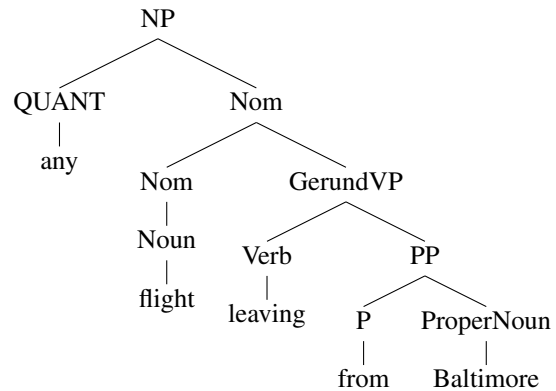 NP
QUANT Nom
any
Nom GerundVP
Noun Verb PP
flight leaving
P ProperNoun
from Baltimore